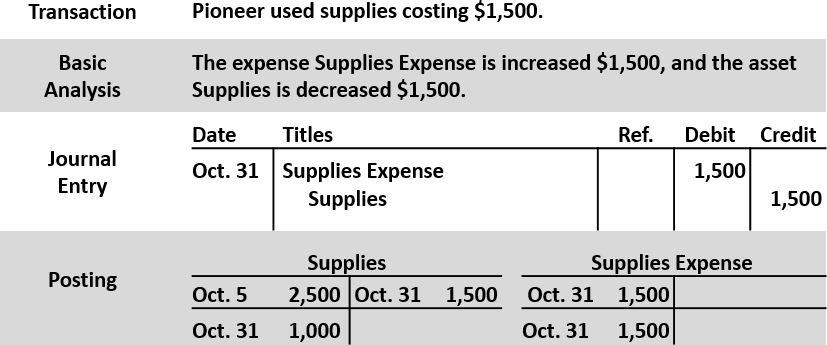 Transaction Pioneer used supplies costing $1,500.
Basic Analysis
The expense Supplies Expense is increased $1,500, and the asset
Supplies is decreased $1,500.
Journal Entry
Date Titles Ref. Debit Credit
Oct. 31 Supplies Expense 1,500
Supplies 1,500
Posting
Supplies Supplies Expense
Oct. 5 2,500 Oct. 31 1,500 Oct. 31 1,500
Oct. 31 1,000 Oct. 31 1,500